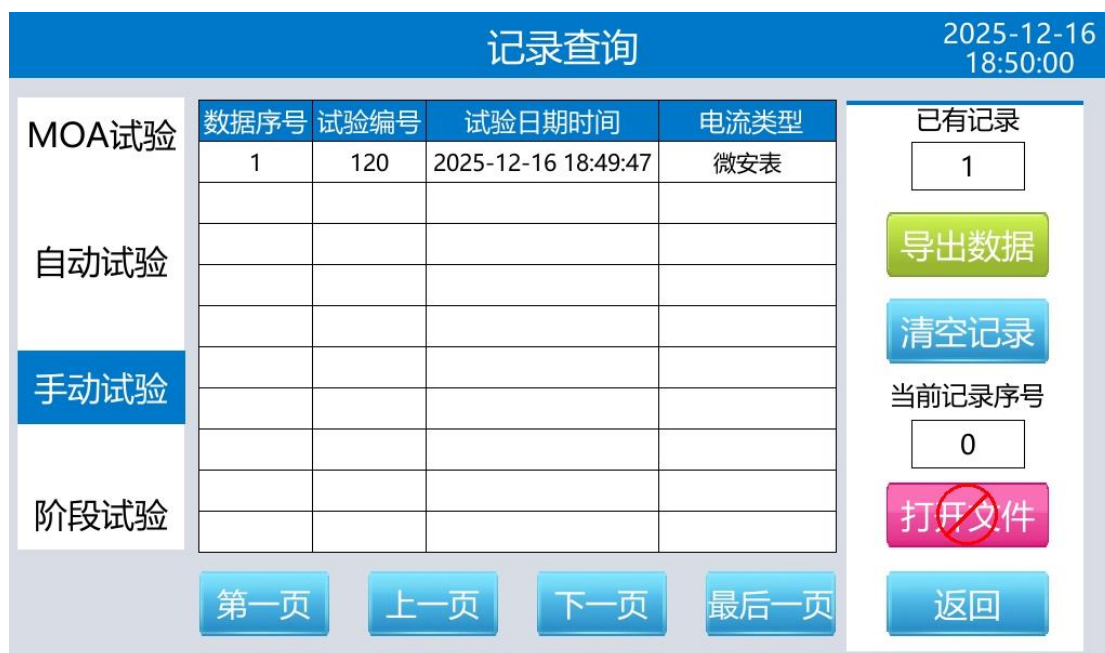 记录查询
2025-12-16
18:50:00
MOA试验
自动试验
手动试验
阶段试验
数据序号 试验编号 试验日期时间 电流类型
1 120 2025-12-16 18:49:47 微安表
已有记录
1
导出数据
清空记录
当前记录序号
0
打开文件
第一页 上一页 下一页 最后一页 返回